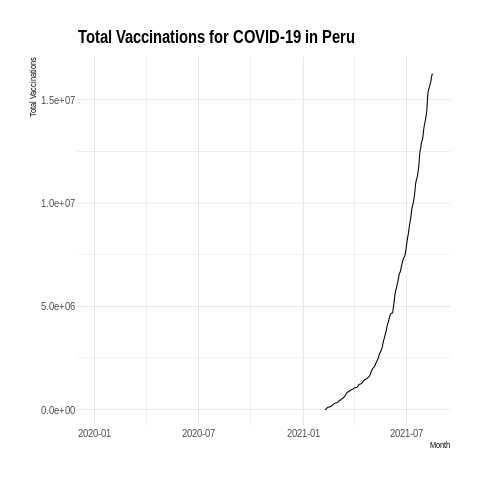 Total Vaccinations for COVID-19 in Peru
Total Vaccinations
1.5e+07
1.0e+07
5.0e+06
0.0e+00
2020-01 2020-07 2021-01 2021-07
Month